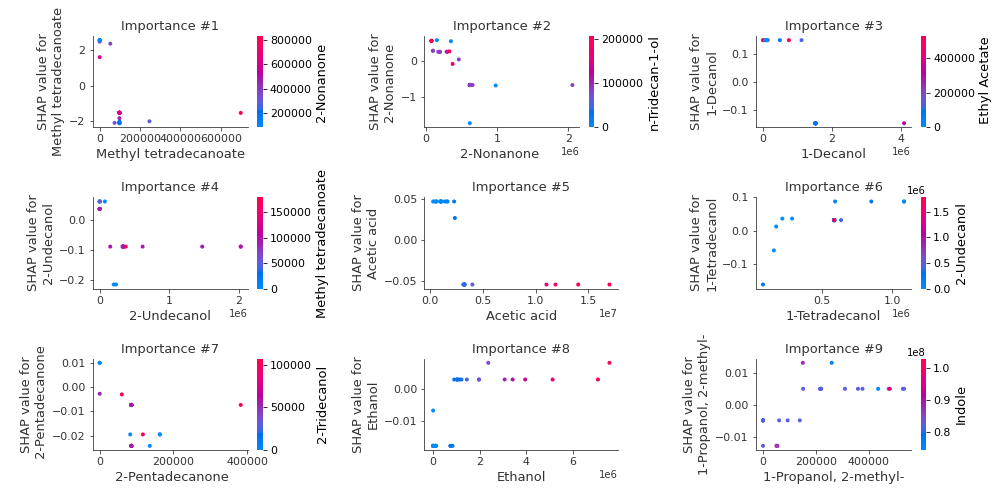 Importance #1
SHAP value for
Methyl tetradecanoate
2
0
−2
0
200000
400000
600000
Methyl tetradecanoate
800000
600000
400000
200000
2-Nonanone
Importance #2
SHAP value for
2-Nonanone
0
−1
0
1
2
1e6
2-Nonanone
200000
100000
0
n-Tridecan-1-ol
Importance #3
SHAP value for
1-Decanol
0.1
0.0
−0.1
0
2
4
1e6
1-Decanol
400000
200000
0
Ethyl Acetate
Importance #4
SHAP value for
2-Undecanol
0.0
−0.1
−0.2
0
1
2
1e6
2-Undecanol
150000
100000
50000
0
Methyl tetradecanoate
Importance #5
SHAP value for
Acetic acid
0.05
0.00
−0.05
0.0
0.5
1.0
1.5
1e7
Acetic acid
Importance #6
SHAP value for
1-Tetradecanol
0.1
0.0
−0.1
0.5
1.0
1e6
1-Tetradecanol
1e6
1.5
1.0
0.5
0.0
2-Undecanol
Importance #7
SHAP value for
2-Pentadecanone
0.01
0.00
−0.01
−0.02
0
200000
400000
2-Pentadecanone
100000
50000
0
2-Tridecanol
Importance #8
SHAP value for
Ethanol
0.00
−0.01
0
2
4
6
1e6
Ethanol
Importance #9
SHAP value for
1-Propanol, 2-methyl-
0.01
0.00
−0.01
0
200000
400000
1-Propanol, 2-methyl-
1e8
1.0
0.9
0.8
Indole